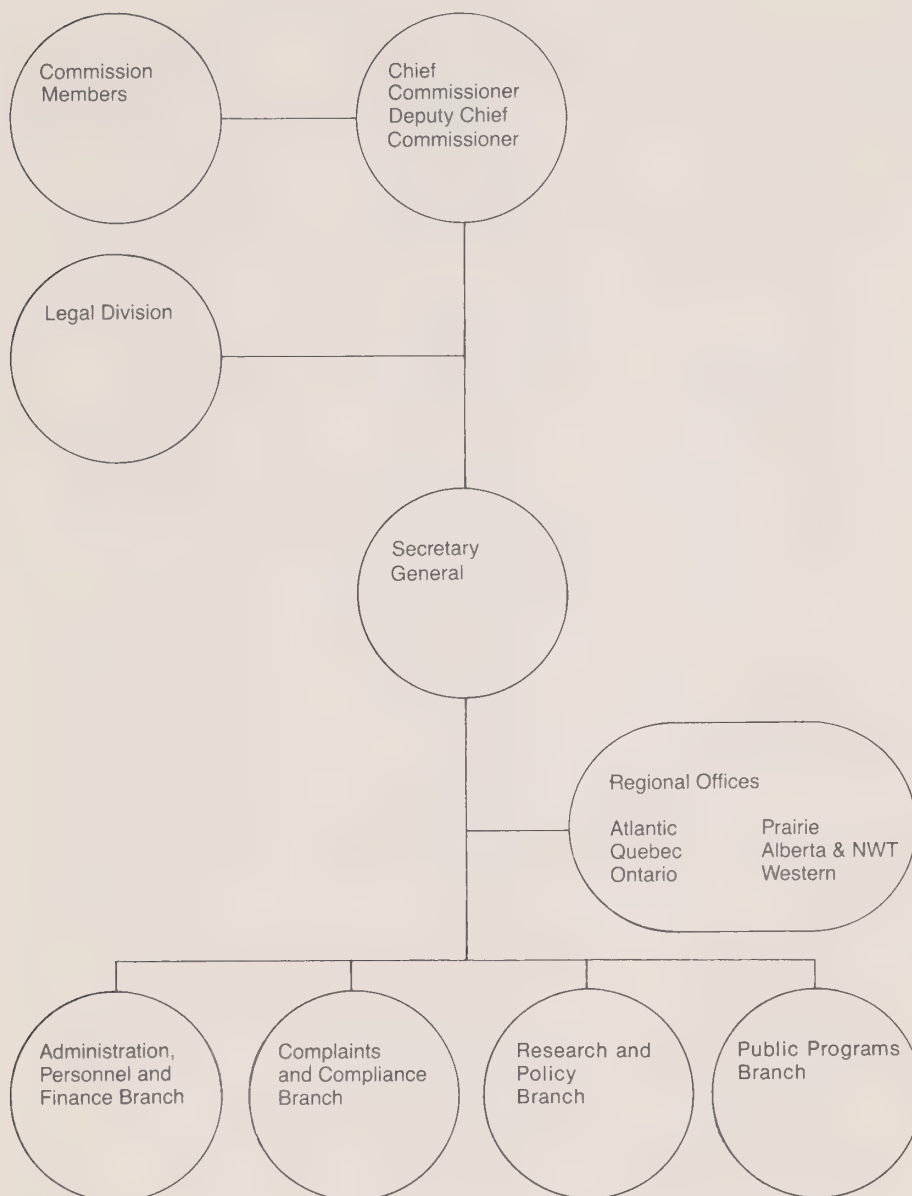 Commission
Members
Chief
Commissioner
Deputy Chief
Commissioner
Legal Division
Secretary
General
Regional Offices
Atlantic
Quebec
Ontario
Prairie
Alberta & NWT
Western
Administration,
Personnel and
Finance Branch
Complaints
and Compliance
Branch
Research and
Policy
Branch
Public Programs
Branch